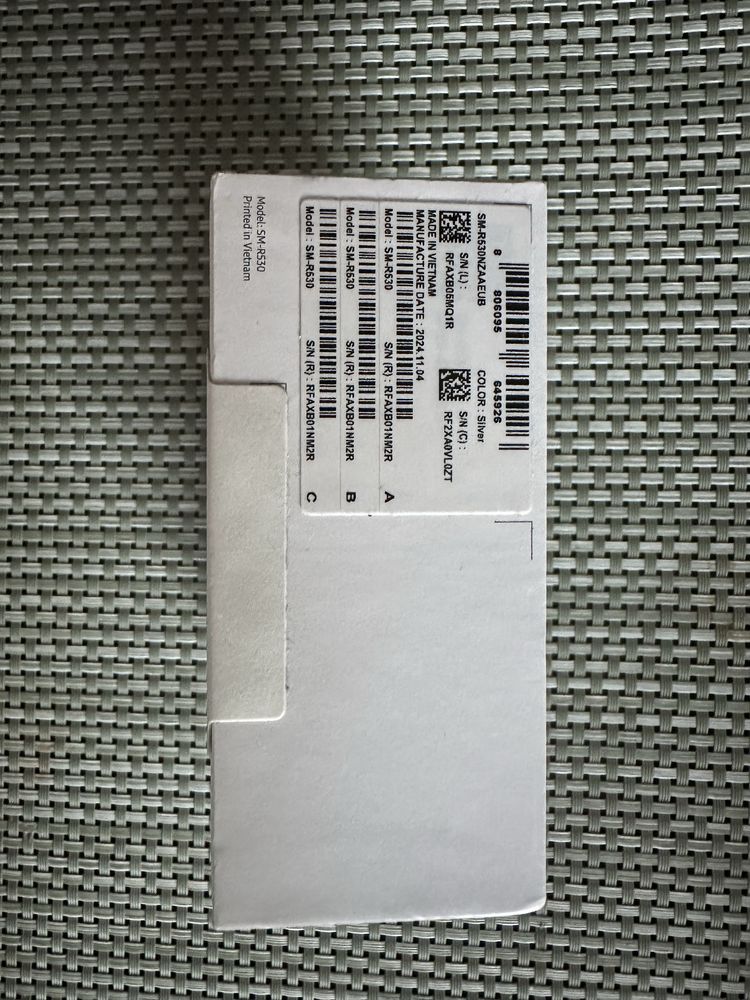 8 806095 645926
SM-R530NZAAEUB COLOR : Silver
S/N (L) : S/N (C) :
RFAXB05MQ1R RF2XA0VL0ZT
MADE IN VIETNAM
MANUFACTURE DATE : 2024.11.04
Model : SM-R530 S/N (R) : RFAXB01NM2R A
Model : SM-R530 S/N (R) : RFAXB01NM2R B
Model : SM-R530 S/N (R) : RFAXB01NM2R C
Model: SM-R530
Printed in Vietnam